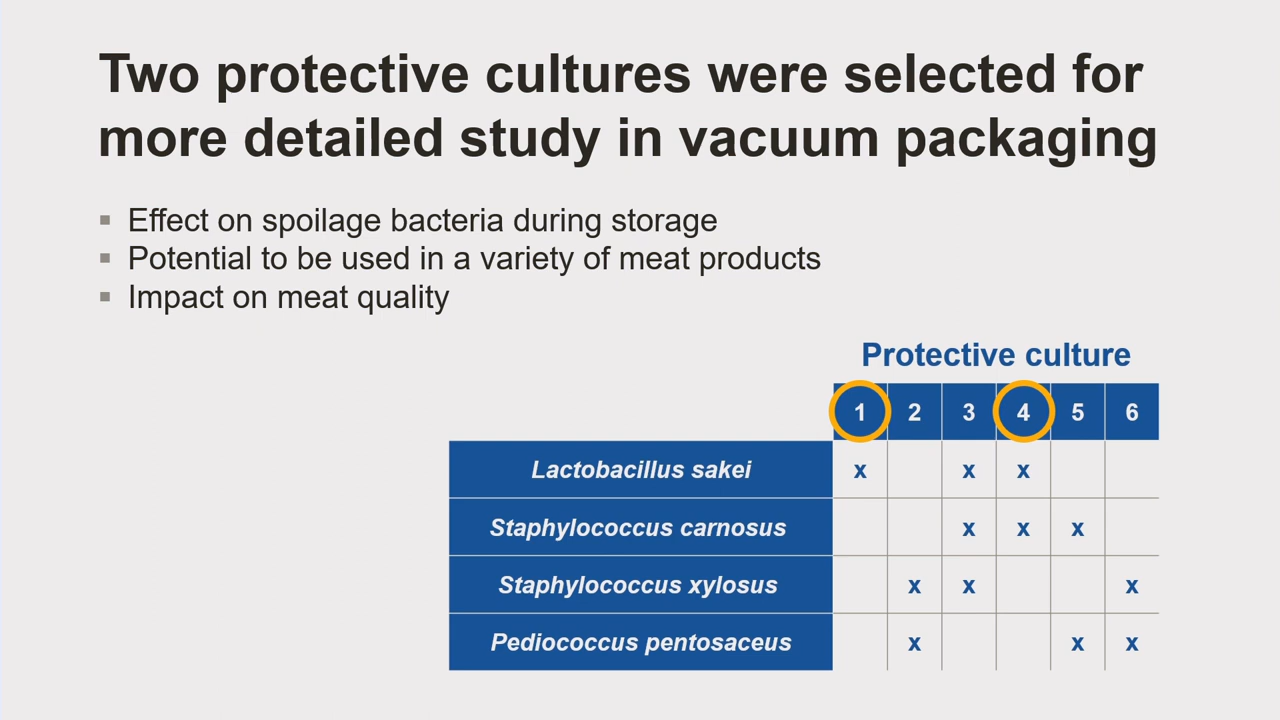 Two protective cultures were selected for
more detailed study in vacuum packaging
▪ Effect on spoilage bacteria during storage
▪ Potential to be used in a variety of meat products
▪ Impact on meat quality
Protective culture
1 2 3 4 5 6
Lactobacillus sakei x x x
Staphylococcus carnosus x x x
Staphylococcus xylosus x x x
Pediococcus pentosaceus x x x